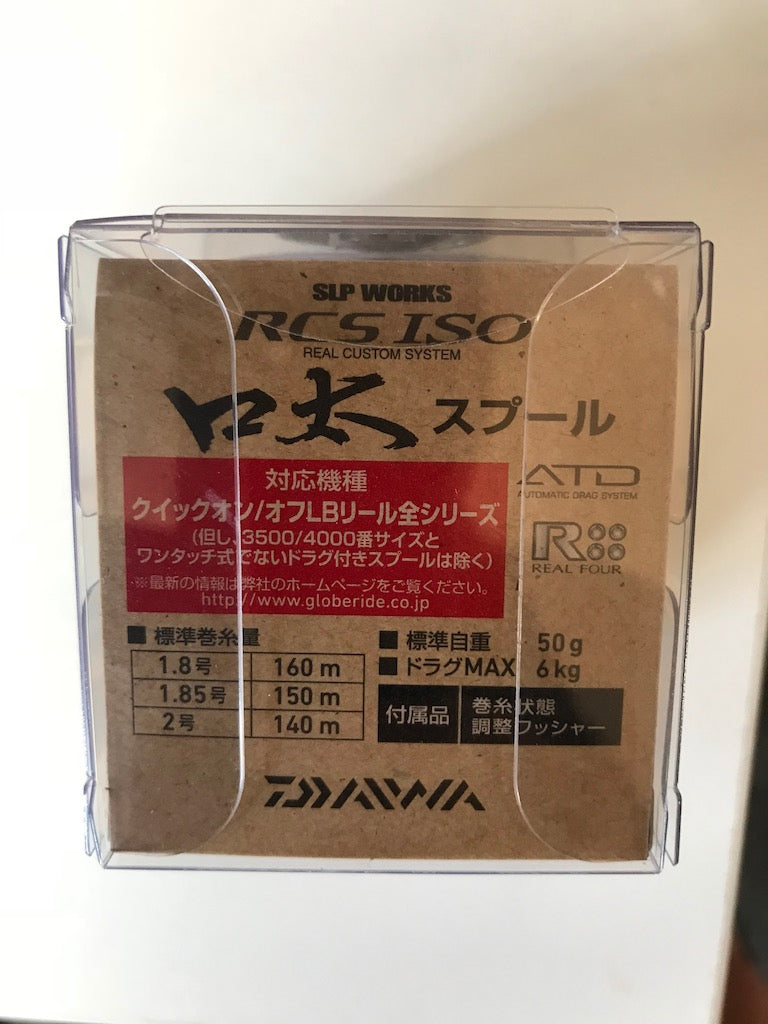 SLP WORKS
RCS ISO
REAL CUSTOM SYSTEM
口太 スプール
対応機種
クイックオン/オフLBリール全シリーズ
(但し、3500/4000番サイズと
ワンタッチ式でないドラグ付きスプールは除く)
※最新の情報は弊社のホームページをご覧ください。
http://www.globeride.co.jp
ATD
AUTOMATIC DRAG SYSTEM
R
REAL FOUR
■ 標準巻糸量
1.8号 160m
1.85号 150m
2号 140m
■ 標準自重 50g
■ ドラグMAX 6kg
付属品
巻糸状態
調整ワッシャー
DAIWA